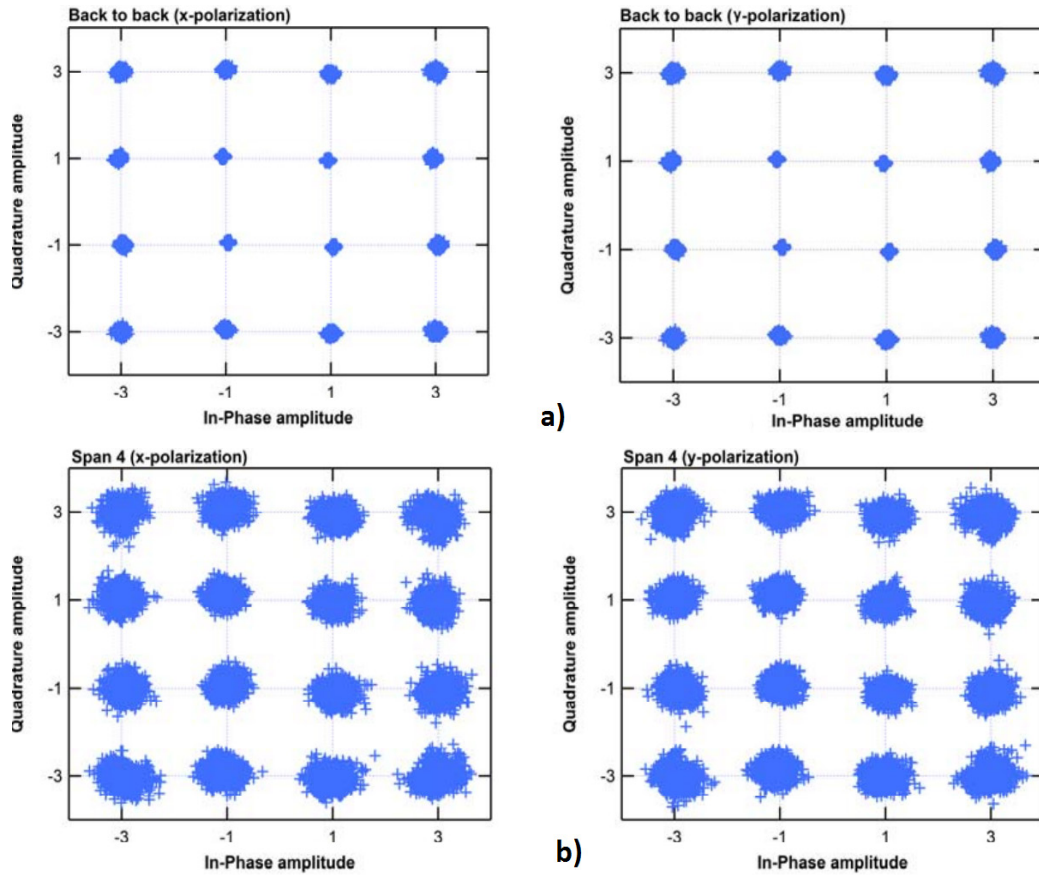 Back to back (x-polarization)
Quadrature amplitude
3
1
-1
-3
-3 -1 1 3
In-Phase amplitude
Back to back (y-polarization)
Quadrature amplitude
3
1
-1
-3
-3 -1 1 3
In-Phase amplitude
a)
Span 4 (x-polarization)
Quadrature amplitude
3
1
-1
-3
-3 -1 1 3
In-Phase amplitude
Span 4 (y-polarization)
Quadrature amplitude
3
1
-1
-3
-3 -1 1 3
In-Phase amplitude
b)